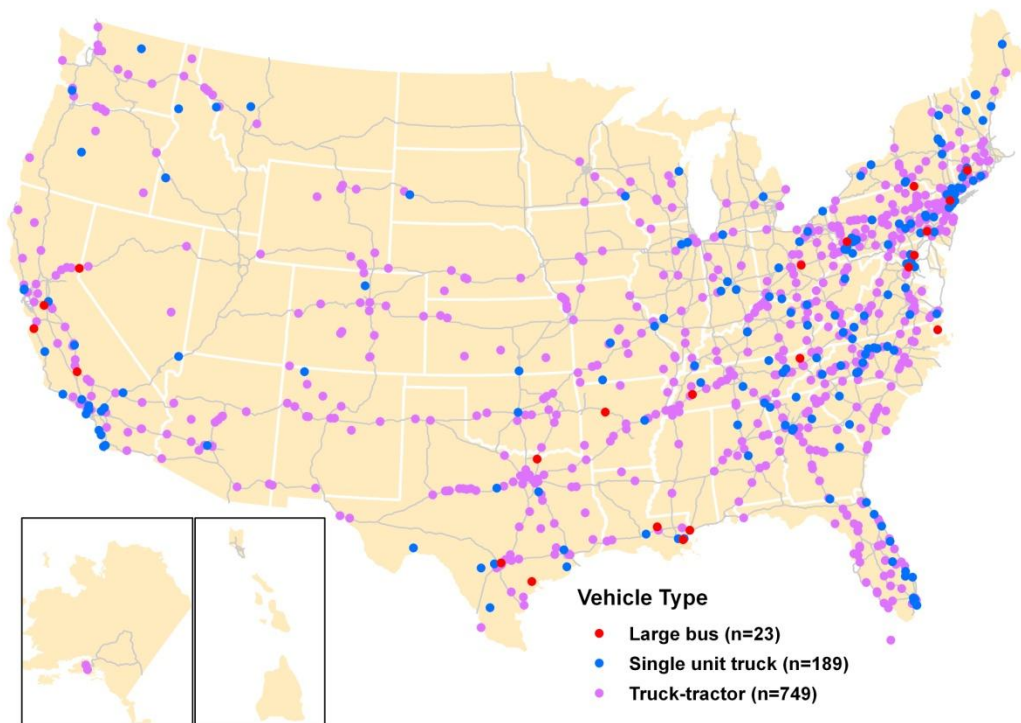 Vehicle Type
Large bus (n=23)
Single unit truck (n=189)
Truck-tractor (n=749)